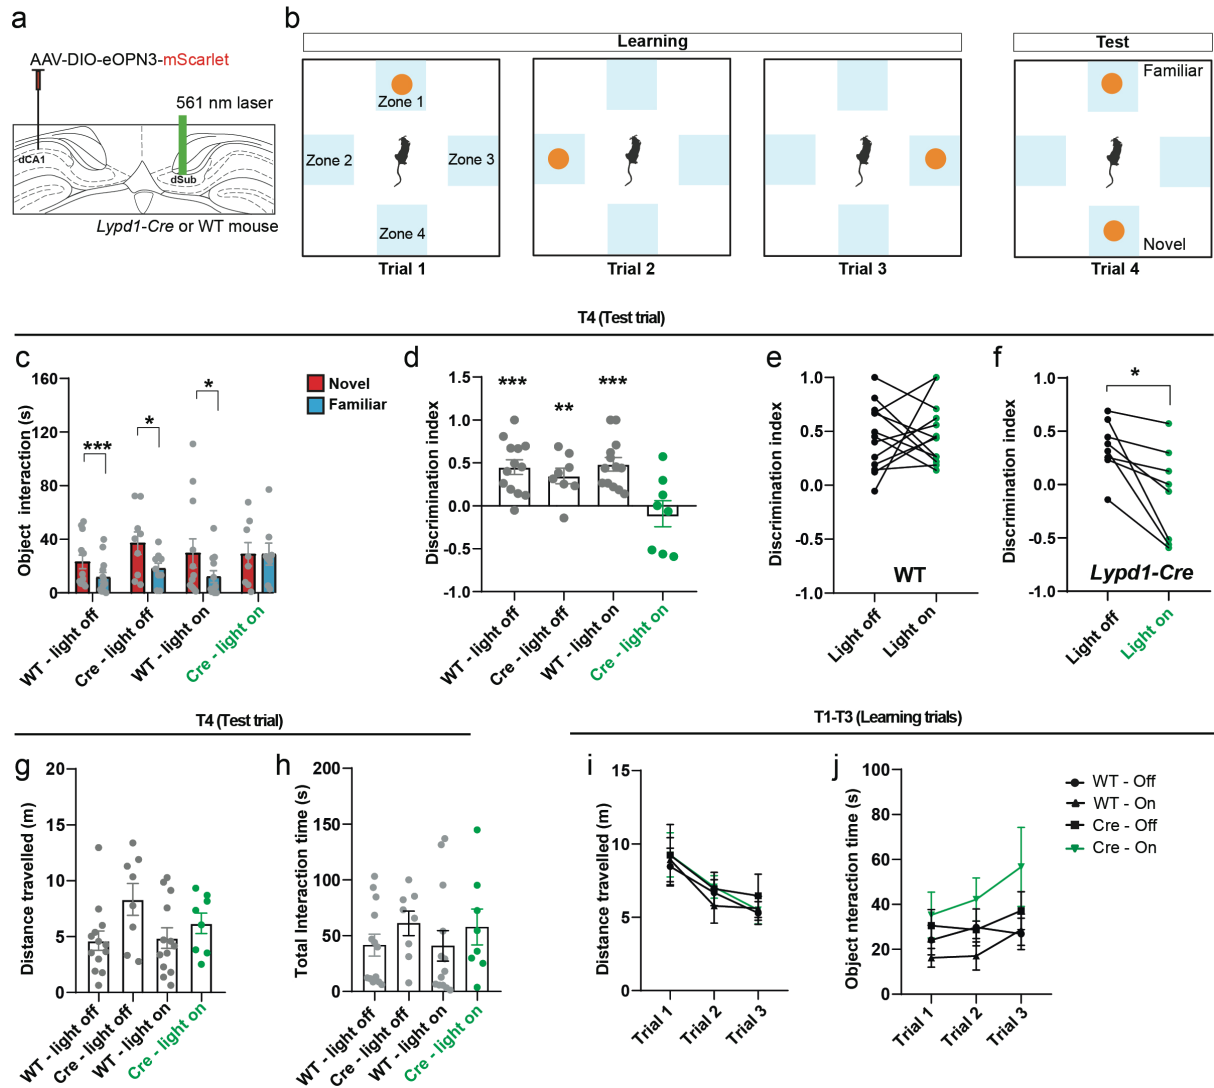 a
AAV-DIO-eOPN3-mScarlet
561 nm laser
dCA1
dSub
Lypd1-Cre or WT mouse
b
Learning
Test
Zone 1
Zone 2
Zone 3
Zone 4
Familiar
Novel
Trial 1
Trial 2
Trial 3
Trial 4
T4 (Test trial)
c
Object interaction (s)
160
120
80
40
0
***
*
*
Novel
Familiar
WT - light off
Cre - light off
WT - light on
Cre - light on
d
Discrimination index
1.5
1.0
0.5
0.0
-0.5
-1.0
***
**
***
WT - light off
Cre - light off
WT - light on
Cre - light on
e
Discrimination index
1.0
0.5
0.0
-0.5
-1.0
WT
Light off
Light on
f
Discrimination index
1.0
0.5
0.0
-0.5
-1.0
*
Lypd1-Cre
Light off
Light on
T4 (Test trial)
T1-T3 (Learning trials)
g
Distance travelled (m)
20
15
10
5
0
WT - light off
Cre - light off
WT - light on
Cre - light on
h
Total Interaction time (s)
200
150
100
50
0
WT - light off
Cre - light off
WT - light on
Cre - light on
i
Distance travelled (m)
15
10
5
0
Trial 1
Trial 2
Trial 3
j
Object nteraction time (s)
100
80
60
40
20
0
Trial 1
Trial 2
Trial 3
WT - Off
WT - On
Cre - Off
Cre - On